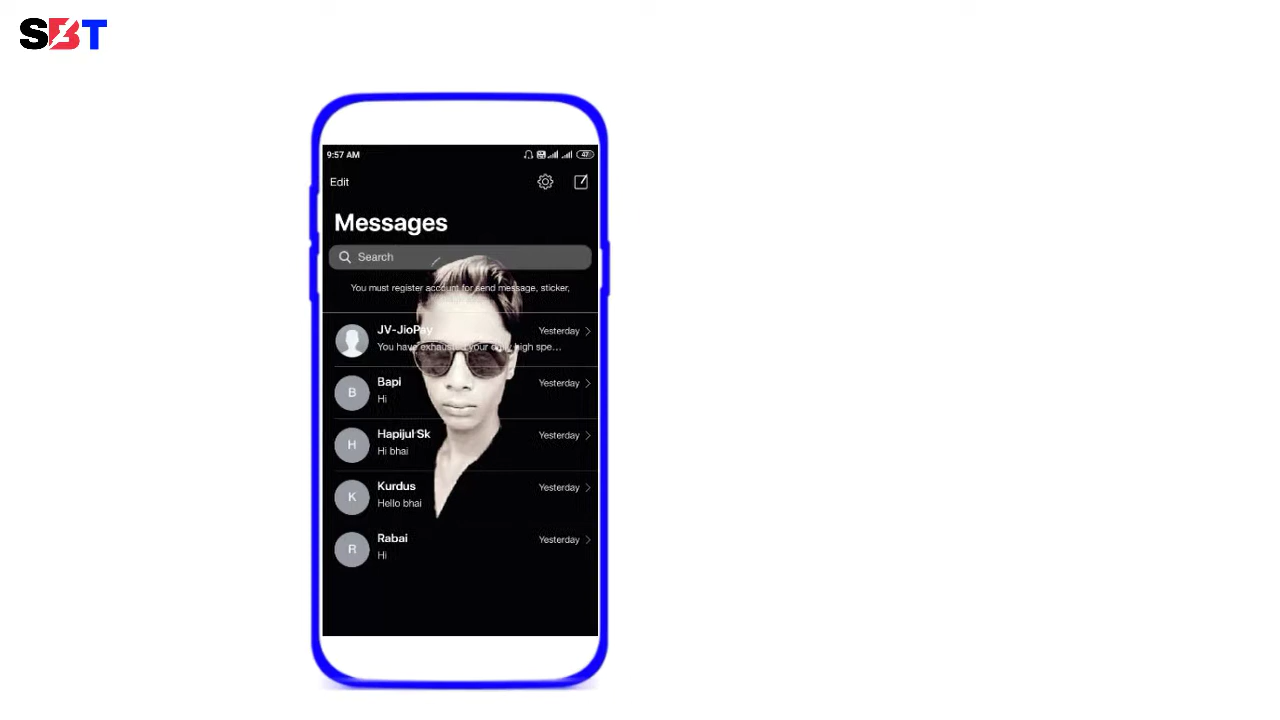 SBT
9:57 AM
47
Edit
Messages
Search
You must register account for send message, sticker,
JV-JioPay
Yesterday
You have exhausted your daily high spe...
B
Bapi
Yesterday
Hi
H
Hapijul Sk
Yesterday
Hi bhai
K
Kurdus
Yesterday
Hello bhai
R
Rabai
Yesterday
Hi